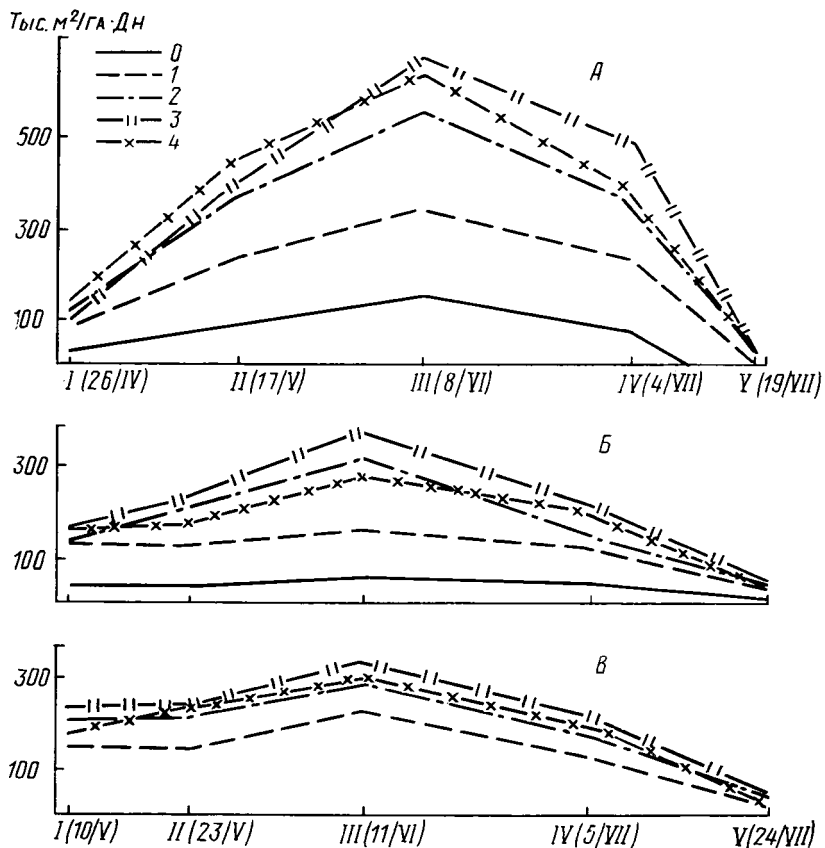 Тыс. м²/га·Дн
0
1
2
3
4
А
500
300
100
I (26/IV) II (17/V) III (8/VI) IV (4/VII) V (19/VII)
Б
300
100
В
300
100
I (10/V) II (23/V) III (11/VI) IV (5/VII) V (24/VII)